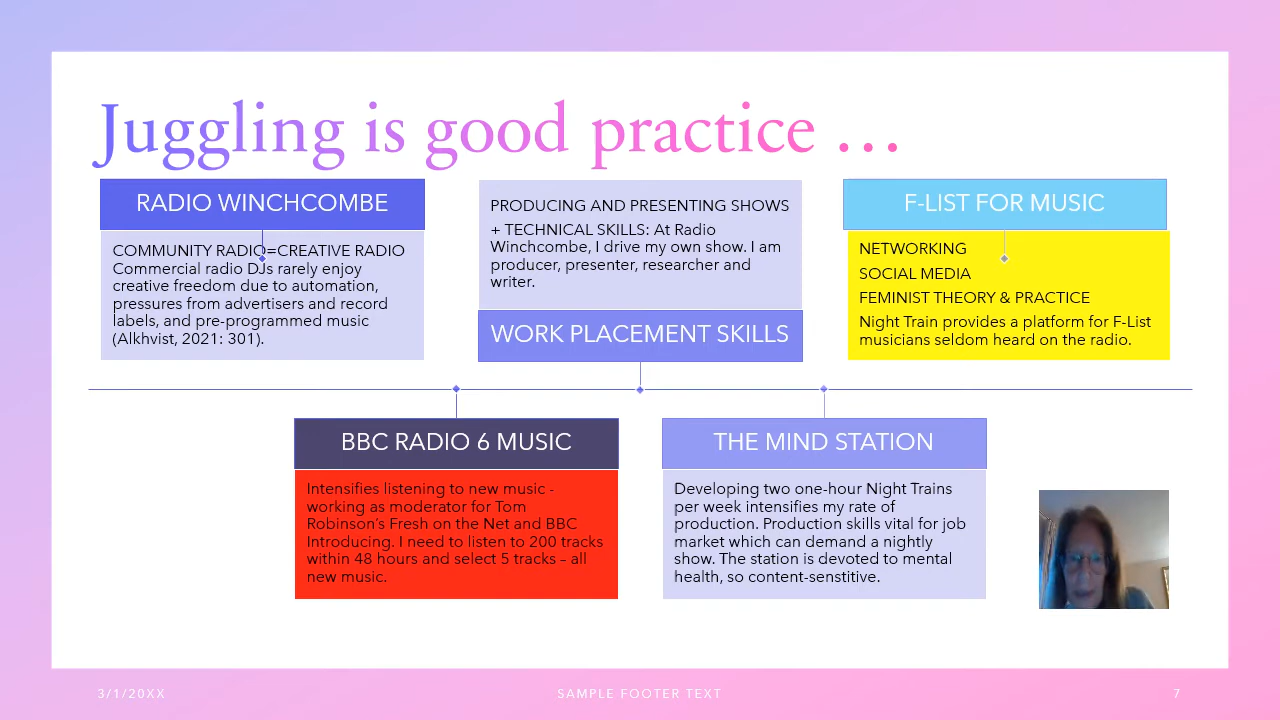 Juggling is good practice …
RADIO WINCHCOMBE
COMMUNITY RADIO=CREATIVE RADIO
Commercial radio DJs rarely enjoy
creative freedom due to automation,
pressures from advertisers and record
labels, and pre-programmed music
(Alkhvist, 2021: 301).
PRODUCING AND PRESENTING SHOWS
+ TECHNICAL SKILLS: At Radio
Winchcombe, I drive my own show. I am
producer, presenter, researcher and
writer.
WORK PLACEMENT SKILLS
F-LIST FOR MUSIC
NETWORKING
SOCIAL MEDIA
FEMINIST THEORY & PRACTICE
Night Train provides a platform for F-List
musicians seldom heard on the radio.
BBC RADIO 6 MUSIC
Intensifies listening to new music -
working as moderator for Tom
Robinson's Fresh on the Net and BBC
Introducing. I need to listen to 200 tracks
within 48 hours and select 5 tracks – all
new music.
THE MIND STATION
Developing two one-hour Night Trains
per week intensifies my rate of
production. Production skills vital for job
market which can demand a nightly
show. The station is devoted to mental
health, so content-senstitive.
3/1/20XX
SAMPLE FOOTER TEXT
7